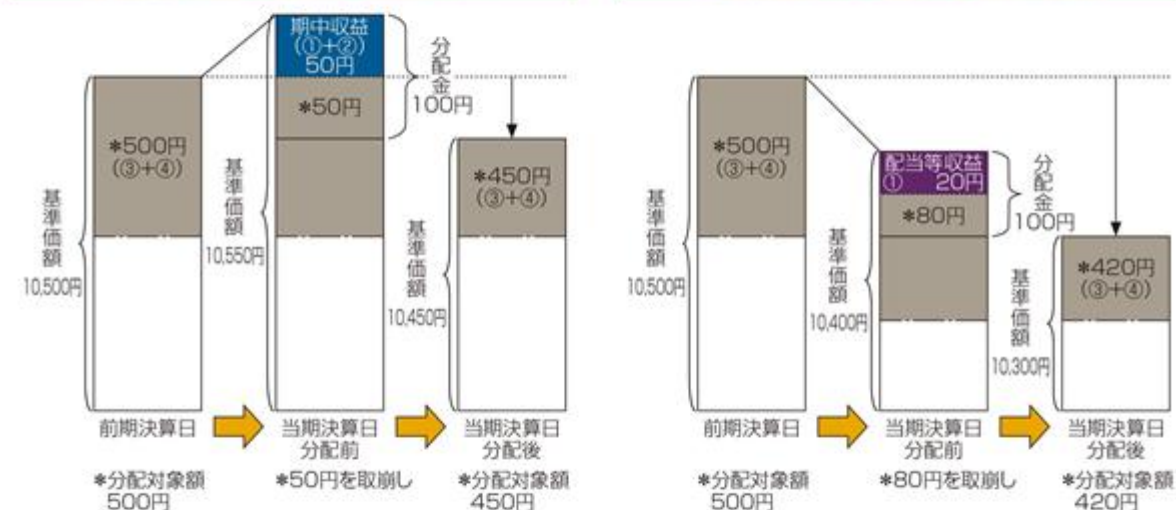 期中収益
(①+②)
50円
*50円
分配金
100円
*500円
(③+④)
*450円
(③+④)
基準価額
10,500円
基準価額
10,550円
基準価額
10,450円
前期決算日
当期決算日
分配前
当期決算日
分配後
*分配対象額
500円
*50円を取崩し
*分配対象額
450円
*500円
(③+④)
配当等収益
① 20円
*80円
分配金
100円
*420円
(③+④)
基準価額
10,500円
基準価額
10,400円
基準価額
10,300円
前期決算日
当期決算日
分配前
当期決算日
分配後
*分配対象額
500円
*80円を取崩し
*分配対象額
420円